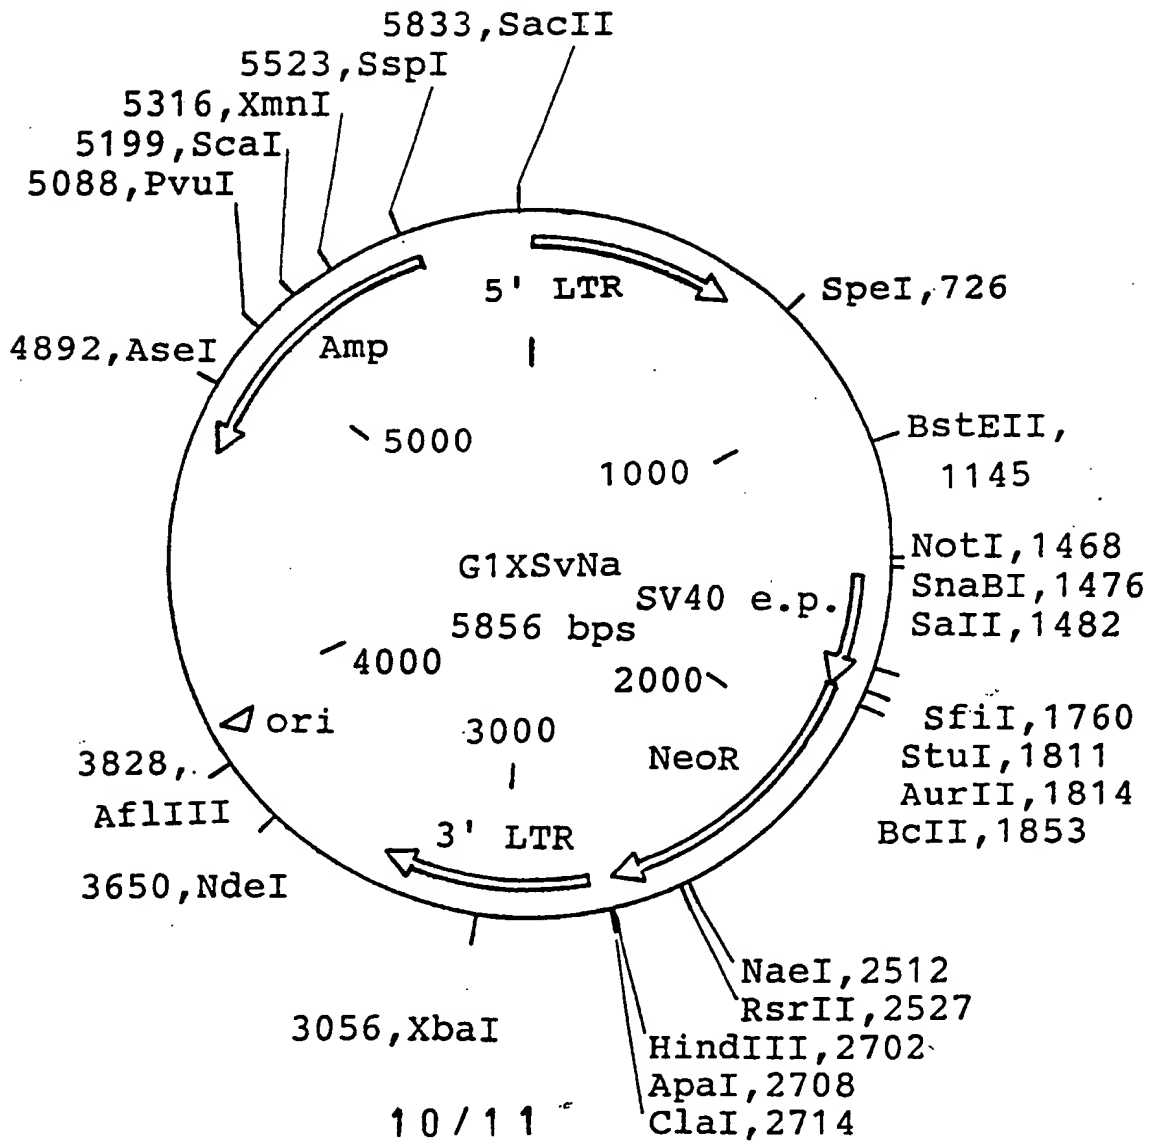 5833,SacII
5523,SspI
5316,XmnI
5199,ScaI
5088,PvuI
4892,AseI
5' LTR
SpeI,726
Amp
5000
1000
BstEII,
1145
NotI,1468
SnaBI,1476
SaII,1482
G1XSvNa
5856 bps
SV40 e.p.
4000
2000
3000
ori
NeoR
SfiI,1760
StuI,1811
AurII,1814
BcII,1853
3828,
AflIII
3' LTR
3650,NdeI
NaeI,2512
RsrII,2527
3056,XbaI
HindIII,2702
ApaI,2708
ClaI,2714
10/11